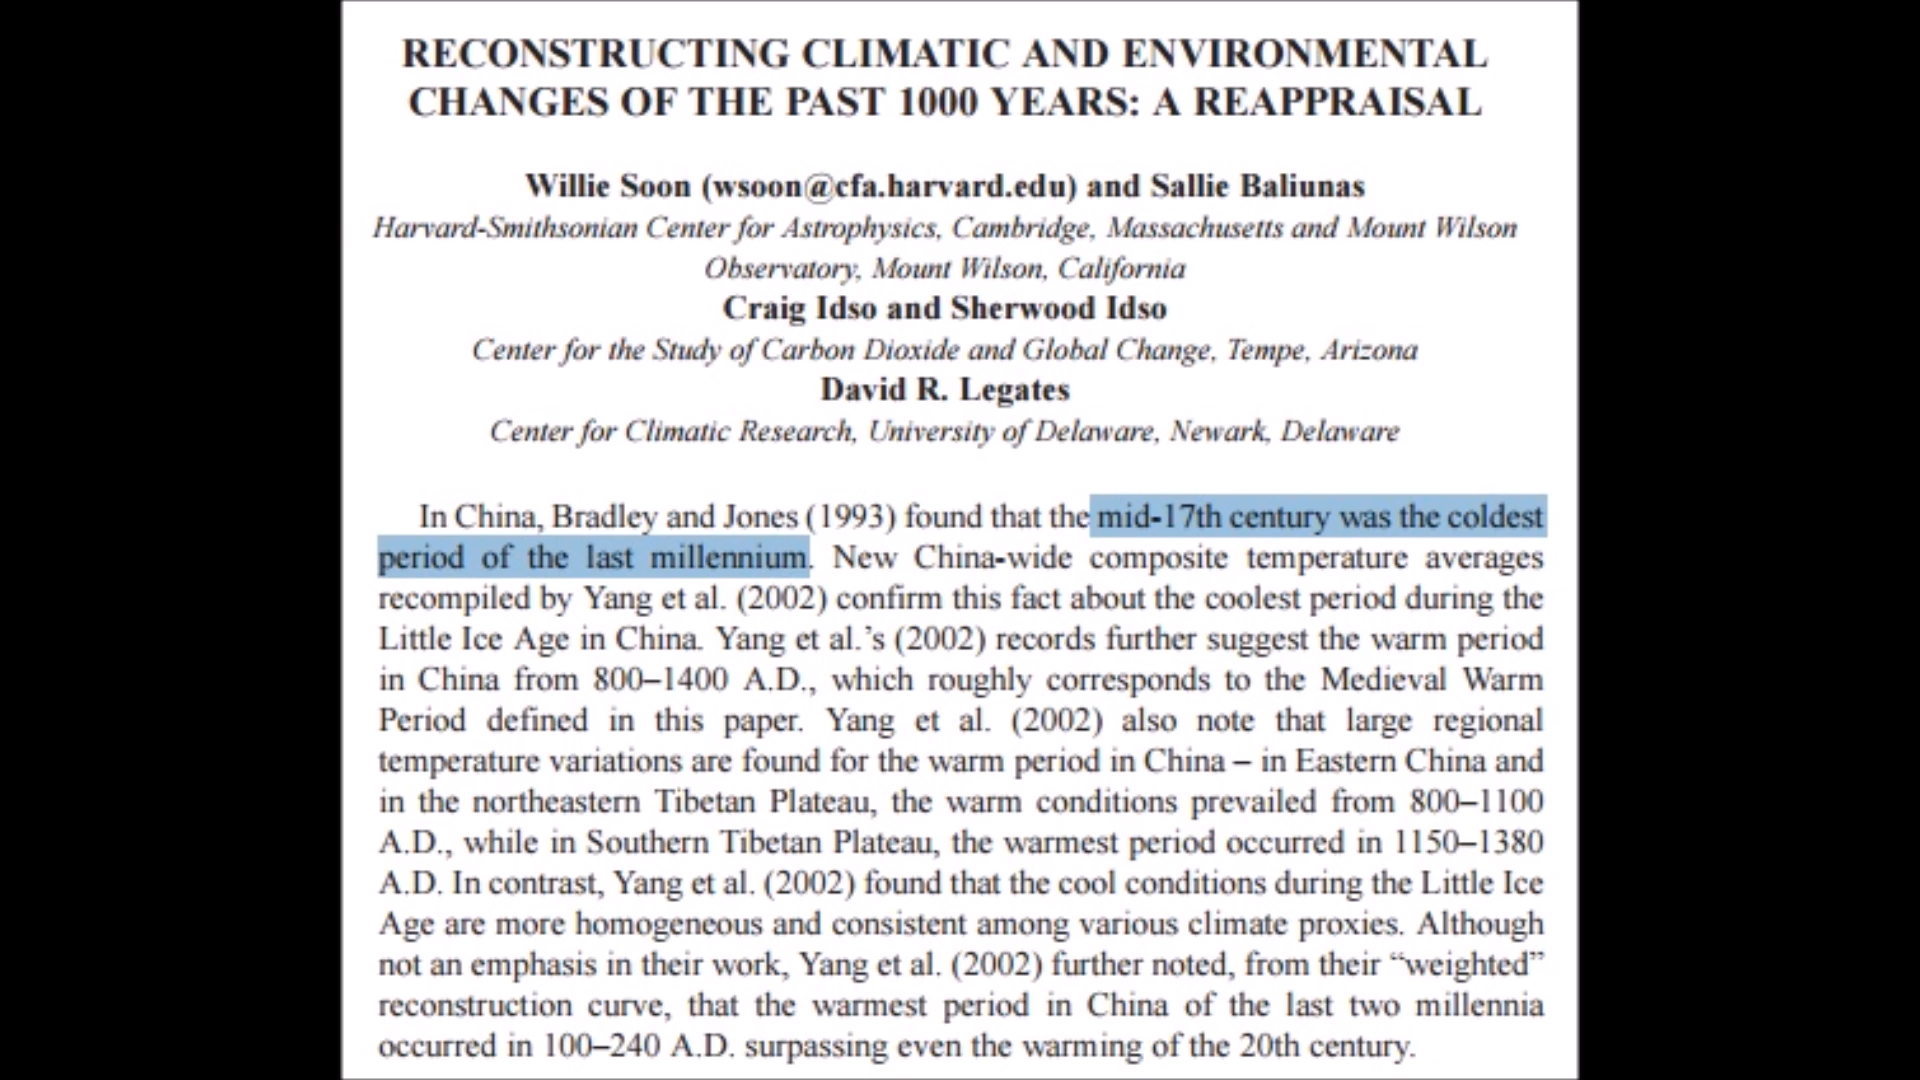 RECONSTRUCTING CLIMATIC AND ENVIRONMENTAL
CHANGES OF THE PAST 1000 YEARS: A REAPPRAISAL
Willie Soon (wsoon@cfa.harvard.edu) and Sallie Baliunas
Harvard-Smithsonian Center for Astrophysics, Cambridge, Massachusetts and Mount Wilson
Observatory, Mount Wilson, California
Craig Idso and Sherwood Idso
Center for the Study of Carbon Dioxide and Global Change, Tempe, Arizona
David R. Legates
Center for Climatic Research, University of Delaware, Newark, Delaware
In China, Bradley and Jones (1993) found that the mid-17th century was the coldest
period of the last millennium. New China-wide composite temperature averages
recompiled by Yang et al. (2002) confirm this fact about the coolest period during the
Little Ice Age in China. Yang et al.’s (2002) records further suggest the warm period
in China from 800–1400 A.D., which roughly corresponds to the Medieval Warm
Period defined in this paper. Yang et al. (2002) also note that large regional
temperature variations are found for the warm period in China – in Eastern China and
in the northeastern Tibetan Plateau, the warm conditions prevailed from 800–1100
A.D., while in Southern Tibetan Plateau, the warmest period occurred in 1150–1380
A.D. In contrast, Yang et al. (2002) found that the cool conditions during the Little Ice
Age are more homogeneous and consistent among various climate proxies. Although
not an emphasis in their work, Yang et al. (2002) further noted, from their “weighted”
reconstruction curve, that the warmest period in China of the last two millennia
occurred in 100–240 A.D. surpassing even the warming of the 20th century.